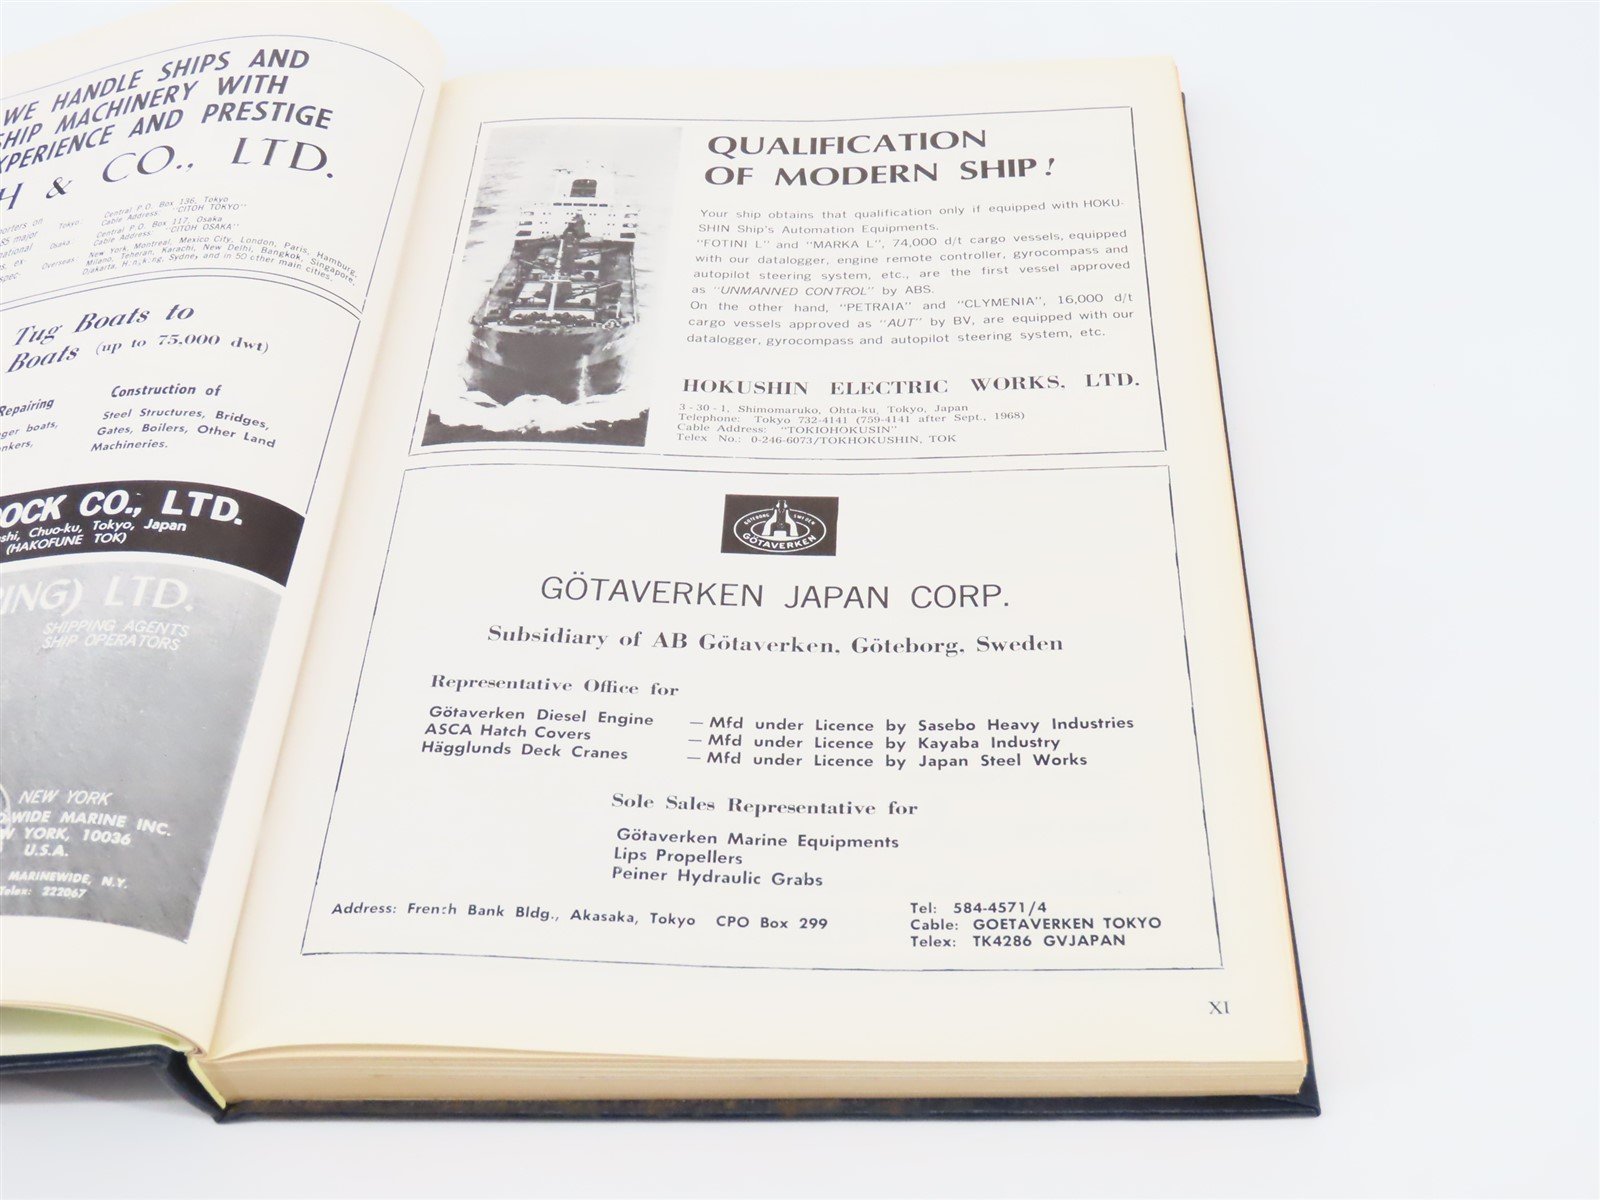 WE HANDLE SHIPS AND
SHIP MACHINERY WITH
EXPERIENCE AND PRESTIGE
H & CO., LTD.
Tokyo: Central P.O. Box 136, Tokyo
Cable Address: "CITOH TOKYO"
Osaka: Central P.O. Box 117, Osaka
Cable Address: "CITOH OSAKA"
Overseas: New York, Montreal, Mexico City, London, Paris, Hamburg,
Milano, Teheran, Karachi, New Delhi, Bangkok, Singapore,
Djakarta, H.n.k.ng, Sydney and in 50 other main cities.
Tug Boats to
Boats (up to 75,000 dwt)
Repairing
Construction of
Steel Structures, Bridges,
Gates, Boilers, Other Land
Machineries.
OCK CO., LTD.
shi, Chuo-ku, Tokyo, Japan
(HAKOFUNE TOK)
ING) LTD.
SHIPPING AGENTS
SHIP OPERATORS
NEW YORK
WIDE MARINE INC.
YORK, 10036
U.S.A.
MARINEWIDE, N.Y.
Telex: 222067
QUALIFICATION
OF MODERN SHIP!
Your ship obtains that qualification only if equipped with HOKU-
SHIN Ship's Automation Equipments.
"FOTINI L" and "MARKA L", 74,000 d/t cargo vessels, equipped
with our datalogger, engine remote controller, gyrocompass and
autopilot steering system, etc., are the first vessel approved
as "UNMANNED CONTROL" by ABS.
On the other hand, "PETRAIA" and "CLYMENIA", 16,000 d/t
cargo vessels approved as "AUT" by BV, are equipped with our
datalogger, gyrocompass and autopilot steering system, etc.
HOKUSHIN ELECTRIC WORKS, LTD.
3-30-1, Shimomaruko, Ohta-ku, Tokyo, Japan
Telephone: Tokyo 732-4141 (759-4141 after Sept., 1968)
Cable Address: "TOKIOHOKUSIN"
Telex No.: 0-246-6073/TOKHOKUSHIN, TOK
GÖTEBORG SWEDEN
GÖTAVERKEN
GÖTAVERKEN JAPAN CORP.
Subsidiary of AB Götaverken, Göteborg, Sweden
Representative Office for
Götaverken Diesel Engine — Mfd under Licence by Sasebo Heavy Industries
ASCA Hatch Covers — Mfd under Licence by Kayaba Industry
Hägglunds Deck Cranes — Mfd under Licence by Japan Steel Works
Sole Sales Representative for
Götaverken Marine Equipments
Lips Propellers
Peiner Hydraulic Grabs
Address: French Bank Bldg., Akasaka, Tokyo CPO Box 299
Tel: 584-4571/4
Cable: GOETAVERKEN TOKYO
Telex: TK4286 GVJAPAN
XI